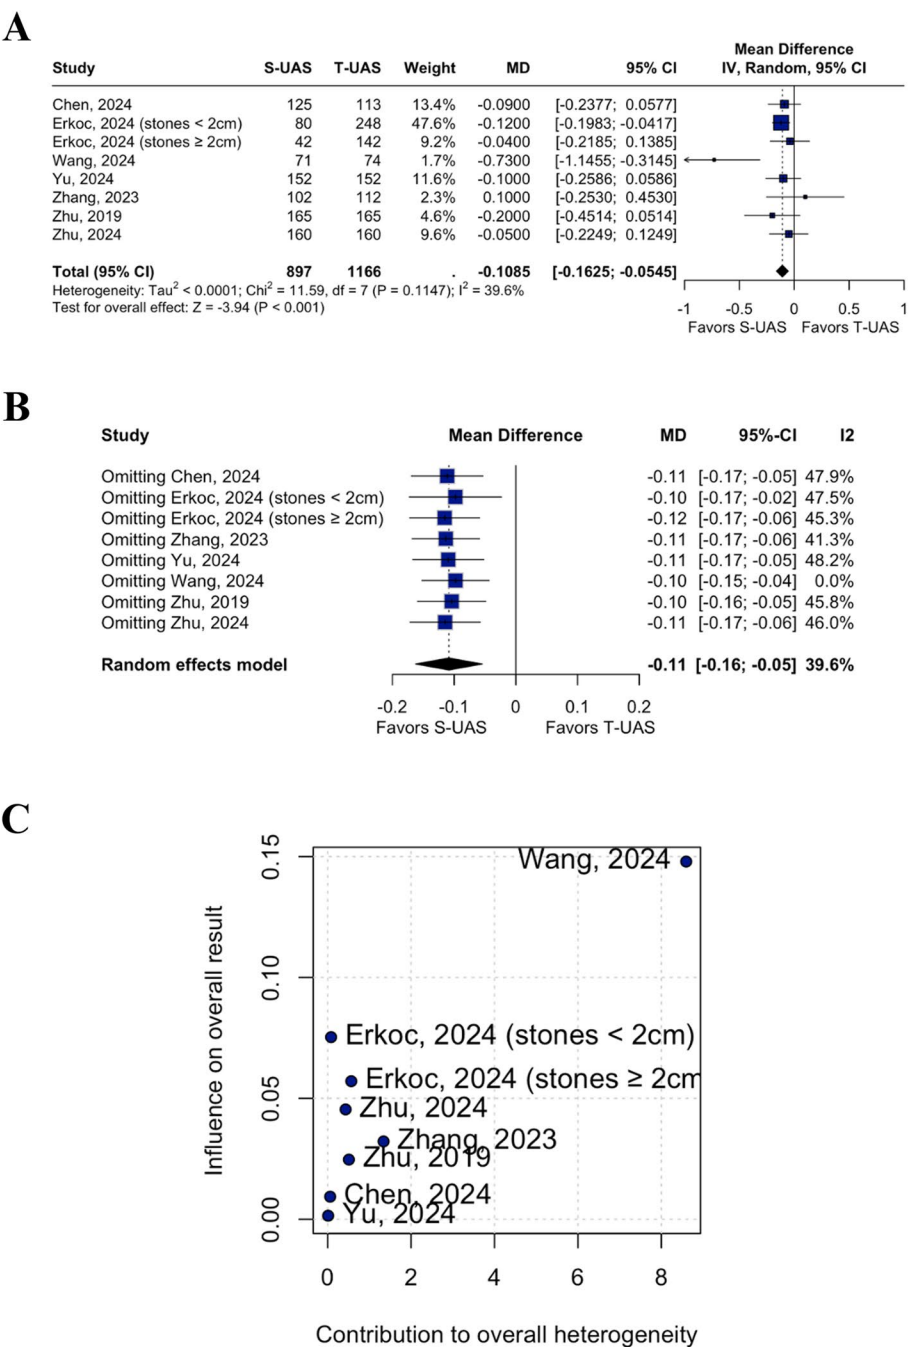 A
Mean Difference
Study S-UAS T-UAS Weight MD 95% CI IV, Random, 95% CI
Chen, 2024 125 113 13.4% -0.0900 [-0.2377; 0.0577]
Erkoc, 2024 (stones < 2cm) 80 248 47.6% -0.1200 [-0.1983; -0.0417]
Erkoc, 2024 (stones ≥ 2cm) 42 142 9.2% -0.0400 [-0.2185; 0.1385]
Wang, 2024 71 74 1.7% -0.7300 [-1.1455; -0.3145]
Yu, 2024 152 152 11.6% -0.1000 [-0.2586; 0.0586]
Zhang, 2023 102 112 2.3% 0.1000 [-0.2530; 0.4530]
Zhu, 2019 165 165 4.6% -0.2000 [-0.4514; 0.0514]
Zhu, 2024 160 160 9.6% -0.0500 [-0.2249; 0.1249]
Total (95% CI) 897 1166 . -0.1085 [-0.1625; -0.0545]
Heterogeneity: Tau² < 0.0001; Chi² = 11.59, df = 7 (P = 0.1147); I² = 39.6%
Test for overall effect: Z = -3.94 (P < 0.001)
-1 -0.5 0 0.5 1
Favors S-UAS Favors T-UAS
B
Study Mean Difference MD 95%-CI I2
Omitting Chen, 2024 -0.11 [-0.17; -0.05] 47.9%
Omitting Erkoc, 2024 (stones < 2cm) -0.10 [-0.17; -0.02] 47.5%
Omitting Erkoc, 2024 (stones ≥ 2cm) -0.12 [-0.17; -0.06] 45.3%
Omitting Zhang, 2023 -0.11 [-0.17; -0.06] 41.3%
Omitting Yu, 2024 -0.11 [-0.17; -0.05] 48.2%
Omitting Wang, 2024 -0.10 [-0.15; -0.04] 0.0%
Omitting Zhu, 2019 -0.10 [-0.16; -0.05] 45.8%
Omitting Zhu, 2024 -0.11 [-0.17; -0.06] 46.0%
Random effects model -0.11 [-0.16; -0.05] 39.6%
-0.2 -0.1 0 0.1 0.2
Favors S-UAS Favors T-UAS
C
Influence on overall result
0.15
0.10
0.05
0.00
Wang, 2024
Erkoc, 2024 (stones < 2cm)
Erkoc, 2024 (stones ≥ 2cm
Zhu, 2024
Zhang, 2023
Zhu, 2019
Chen, 2024
Yu, 2024
0 2 4 6 8
Contribution to overall heterogeneity